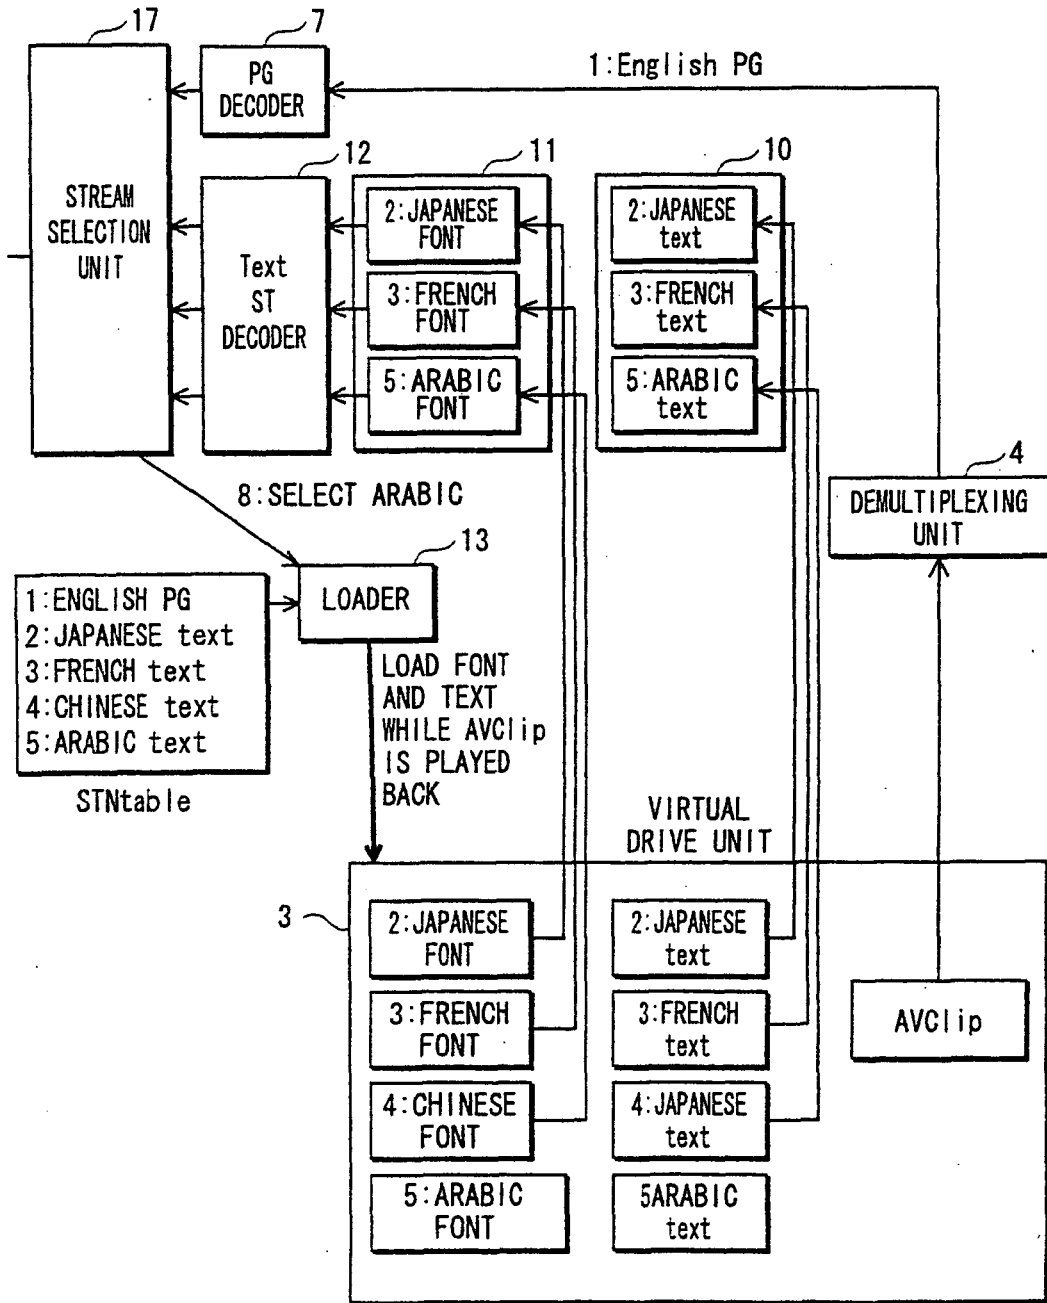 17
7
PG
DECODER
1:English PG
STREAM
SELECTION
UNIT
12
Text
ST
DECODER
11
2:JAPANESE
FONT
3:FRENCH
FONT
5:ARABIC
FONT
10
2:JAPANESE
text
3:FRENCH
text
5:ARABIC
text
4
DEMULTIPLEXING
UNIT
8:SELECT ARABIC
13
LOADER
1:ENGLISH PG
2:JAPANESE text
3:FRENCH text
4:CHINESE text
5:ARABIC text
STNtable
LOAD FONT
AND TEXT
WHILE AVClip
IS PLAYED
BACK
VIRTUAL
DRIVE UNIT
3
2:JAPANESE
FONT
3:FRENCH
FONT
4:CHINESE
FONT
5:ARABIC
FONT
2:JAPANESE
text
3:FRENCH
text
4:JAPANESE
text
5ARABIC
text
AVClip